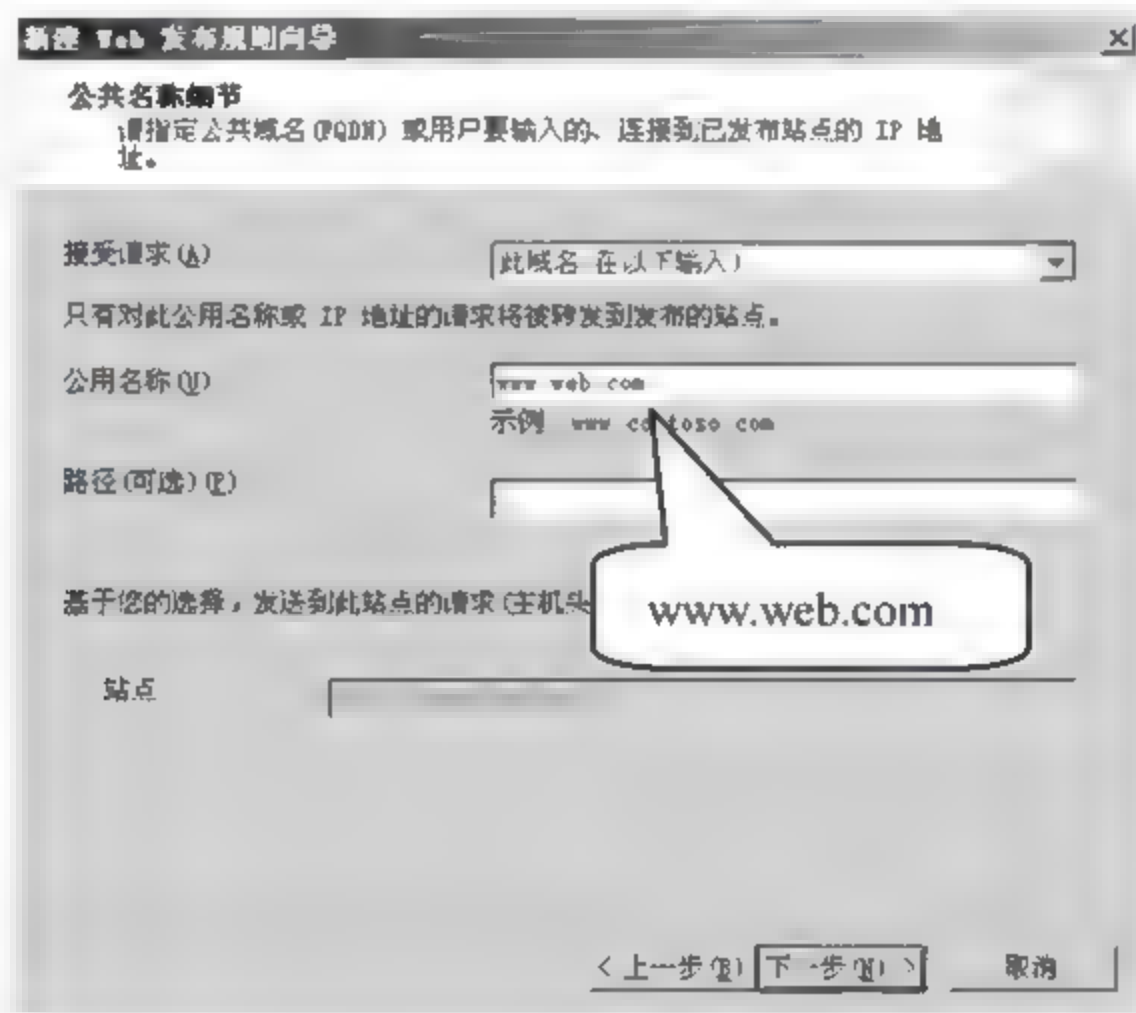 新建 Web 发布规则向导
公共名称细节
请指定公共域名(FQDN) 或用户要输入的、连接到已发布站点的 IP 地
址。
接受请求(A)
此域名 在以下输入)
只有对此公用名称或 IP 地址的请求将被转发到发布的站点。
公用名称(U)
www web com
示例 www contoso com
路径(可选)(P)
基于您的选择，发送到此站点的请求(主机头
www.web.com
站点
< 上一步(B)
下一步(N) >
取消